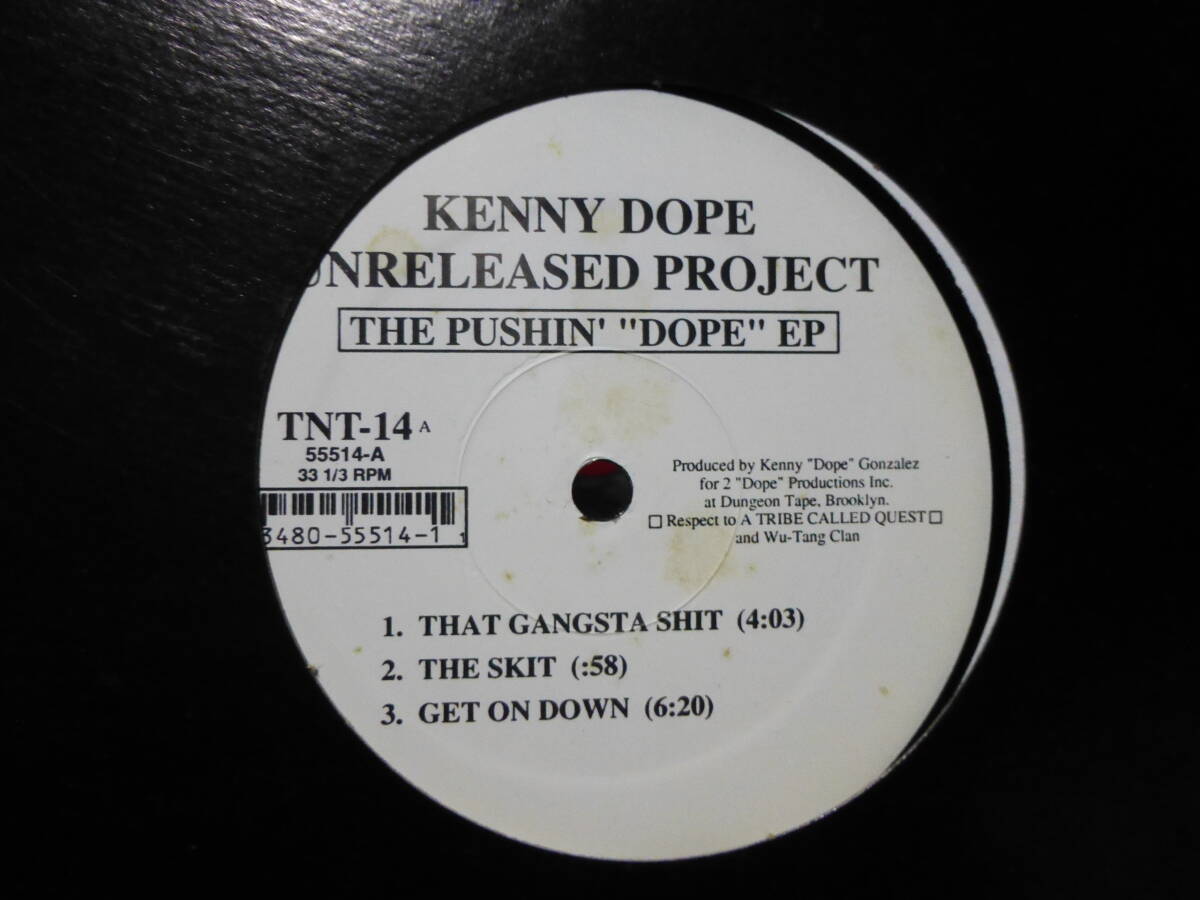 KENNY DOPE
UNRELEASED PROJECT
THE PUSHIN' "DOPE" EP
TNT-14 A
55514-A
33 1/3 RPM
3480-55514-1 1
Produced by Kenny "Dope" Gonzalez
for 2 "Dope" Productions Inc.
at Dungeon Tape, Brooklyn.
□ Respect to A TRIBE CALLED QUEST □
and Wu-Tang Clan
1. THAT GANGSTA SHIT (4:03)
2. THE SKIT (:58)
3. GET ON DOWN (6:20)